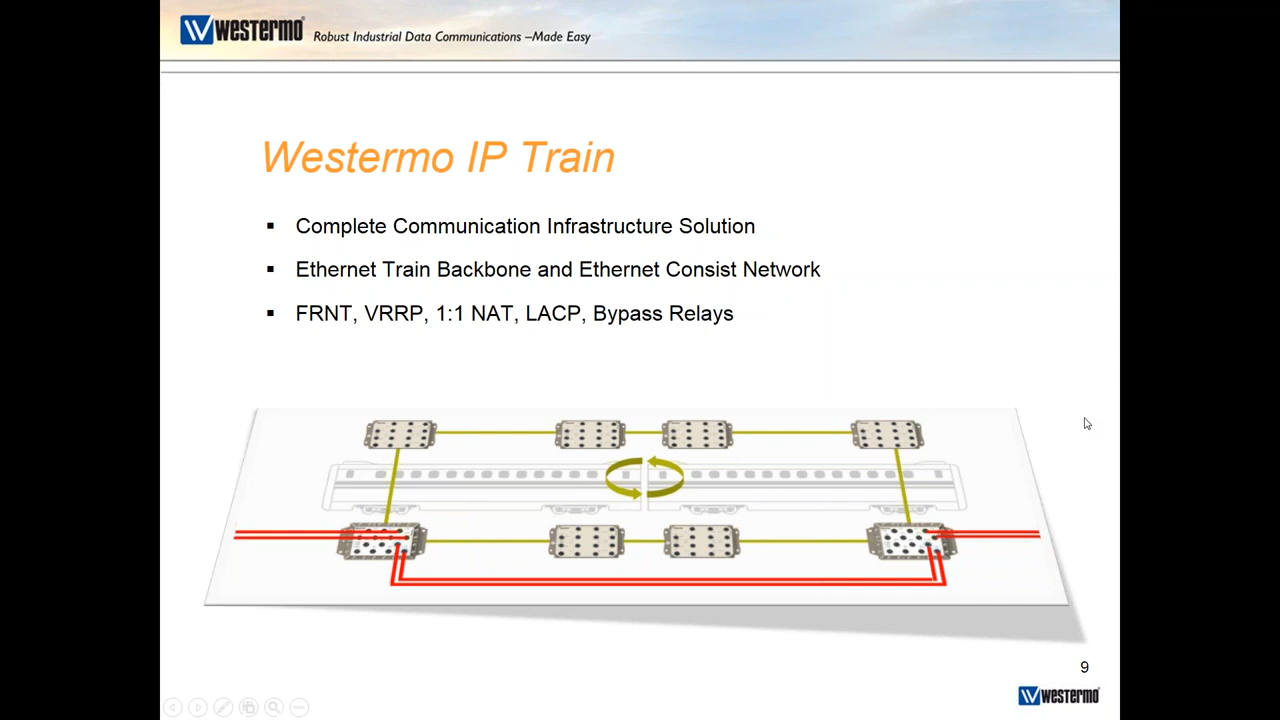 westermo
Robust Industrial Data Communications –Made Easy
Westermo IP Train
▪ Complete Communication Infrastructure Solution
▪ Ethernet Train Backbone and Ethernet Consist Network
▪ FRNT, VRRP, 1:1 NAT, LACP, Bypass Relays
9
westermo